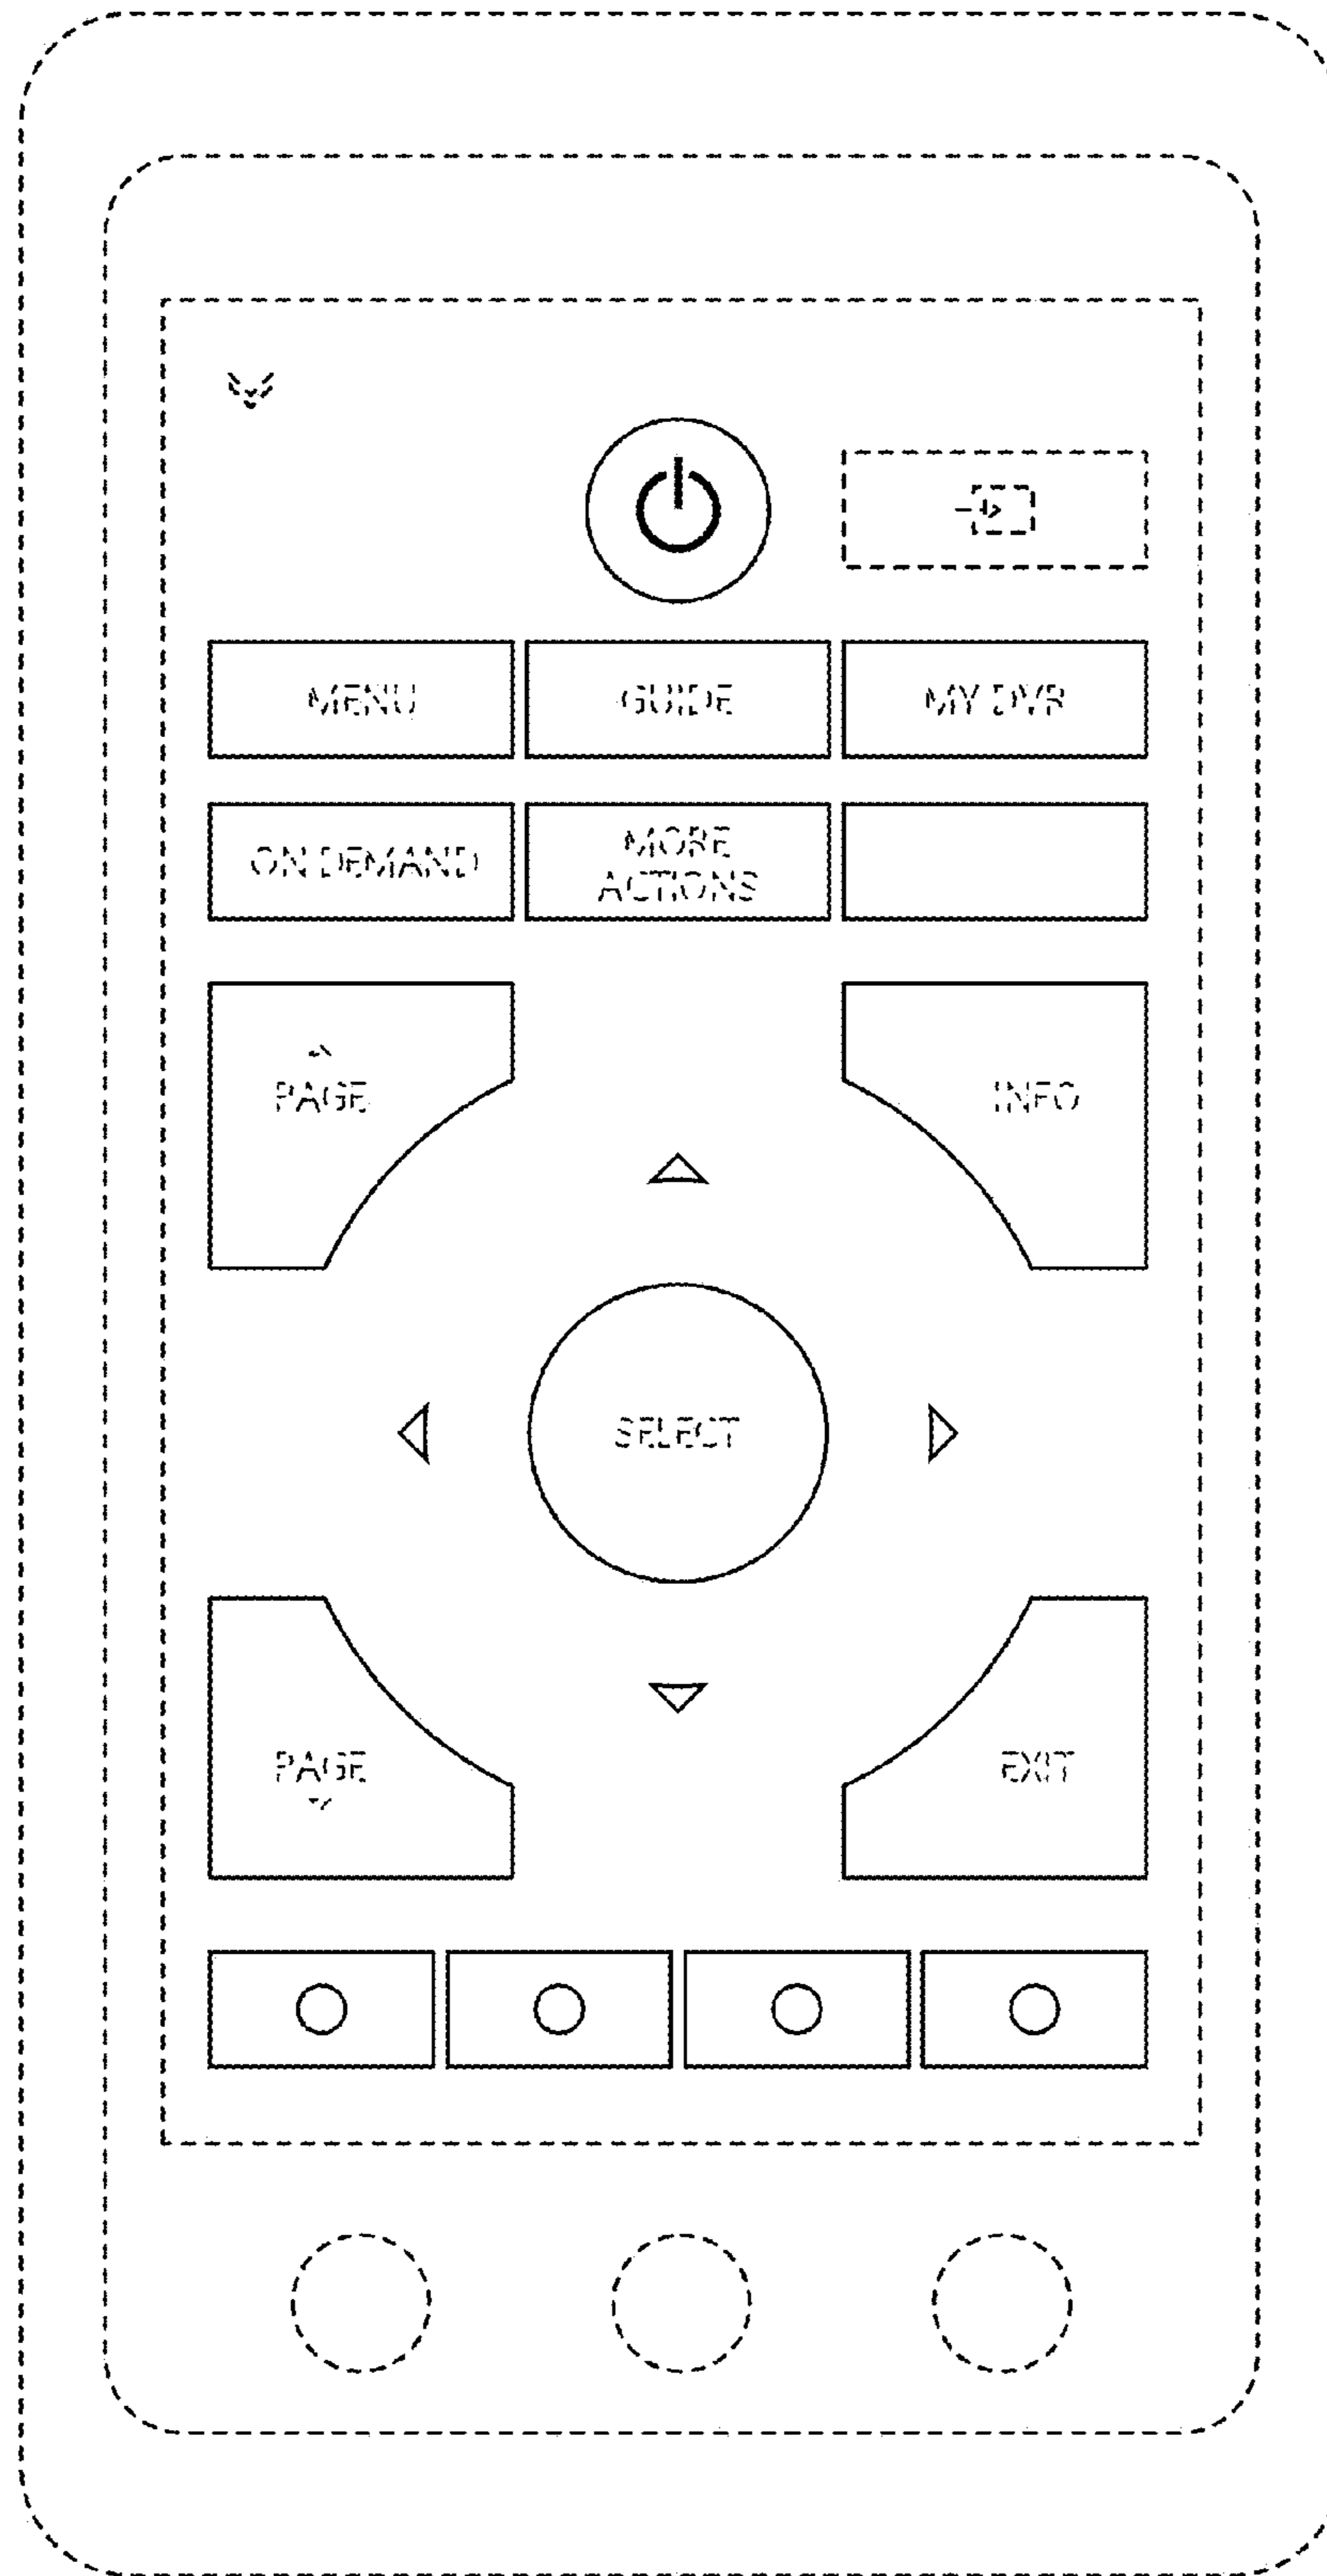 MENU
GUIDE
MY DVR
ON DEMAND
MORE
ACTIONS
PAGE
INFO
SELECT
PAGE
EXIT